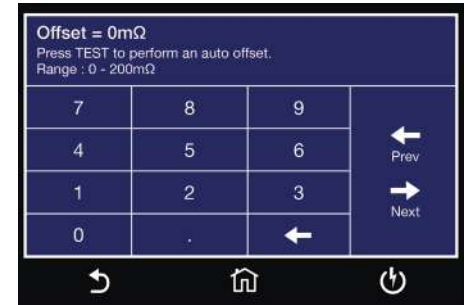 Offset = 0mΩ
Press TEST to perform an auto offset.
Range : 0 - 200mΩ
7 8 9
4 5 6
Prev
1 2 3
Next
0 .